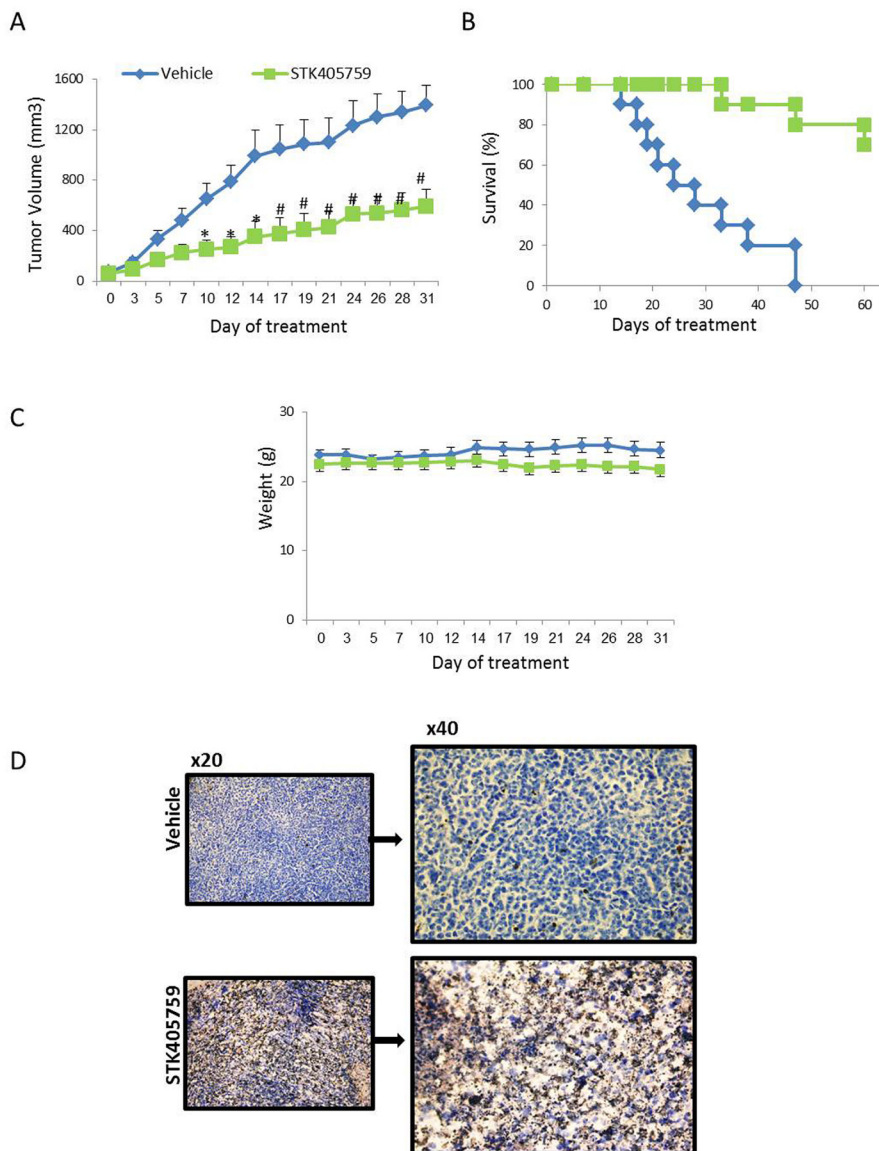 A
B
Vehicle
STK405759
Tumor Volume (mm3)
1600
1200
800
400
0
* * * # # # # # # #
0 3 5 7 10 12 14 17 19 21 24 26 28 31
Day of treatment
Survival (%)
100
80
60
40
20
0
0 10 20 30 40 50 60
Days of treatment
C
Weight (g)
30
20
10
0
0 3 5 7 10 12 14 17 19 21 24 26 28 31
Day of treatment
D
x20
x40
Vehicle
STK405759